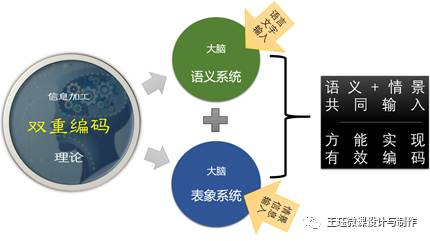 信息加工
双重编码
理论
大脑
语义系统
语言
文字
输入
大脑
表象系统
情景
信息
输入
语义+情景
共同输入
方能实现
有效编码
王珏微课设计与制作